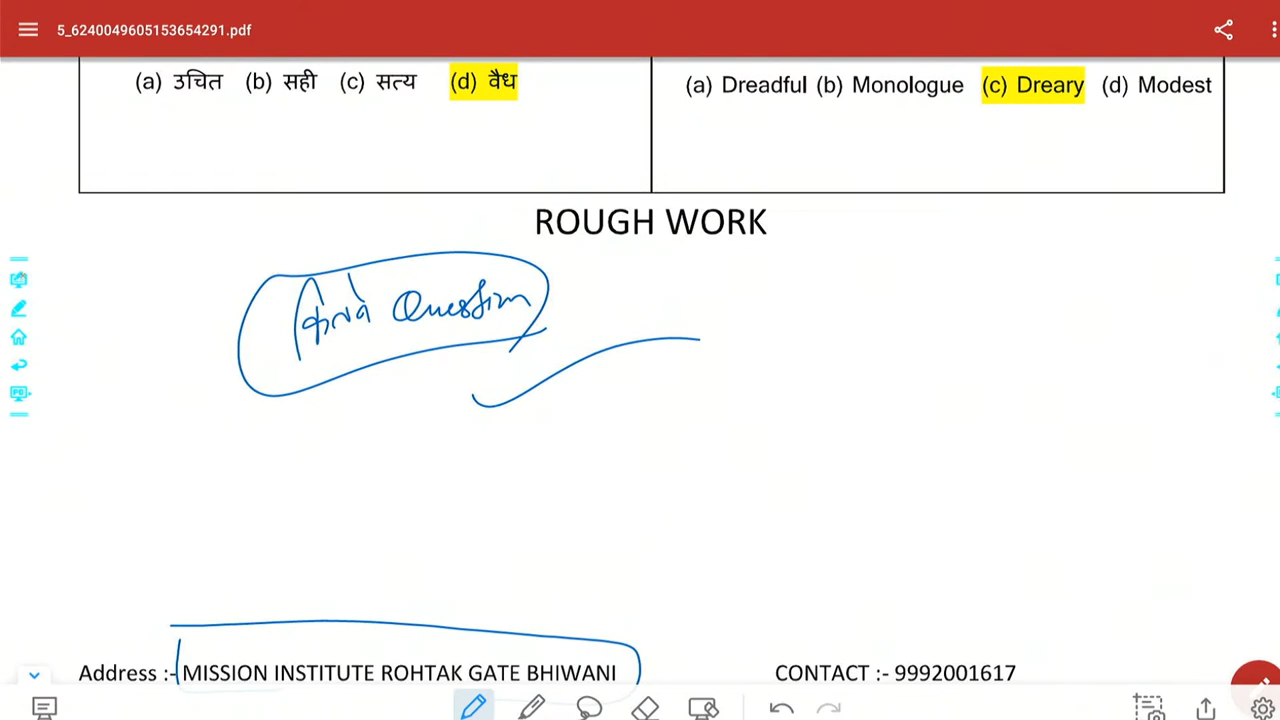 5_6240049605153654291.pdf
(a) उचित (b) सही (c) सत्य (d) वैध
(a) Dreadful (b) Monologue (c) Dreary (d) Modest
ROUGH WORK
कितने Question
Address :- MISSION INSTITUTE ROHTAK GATE BHIWANI CONTACT :- 9992001617